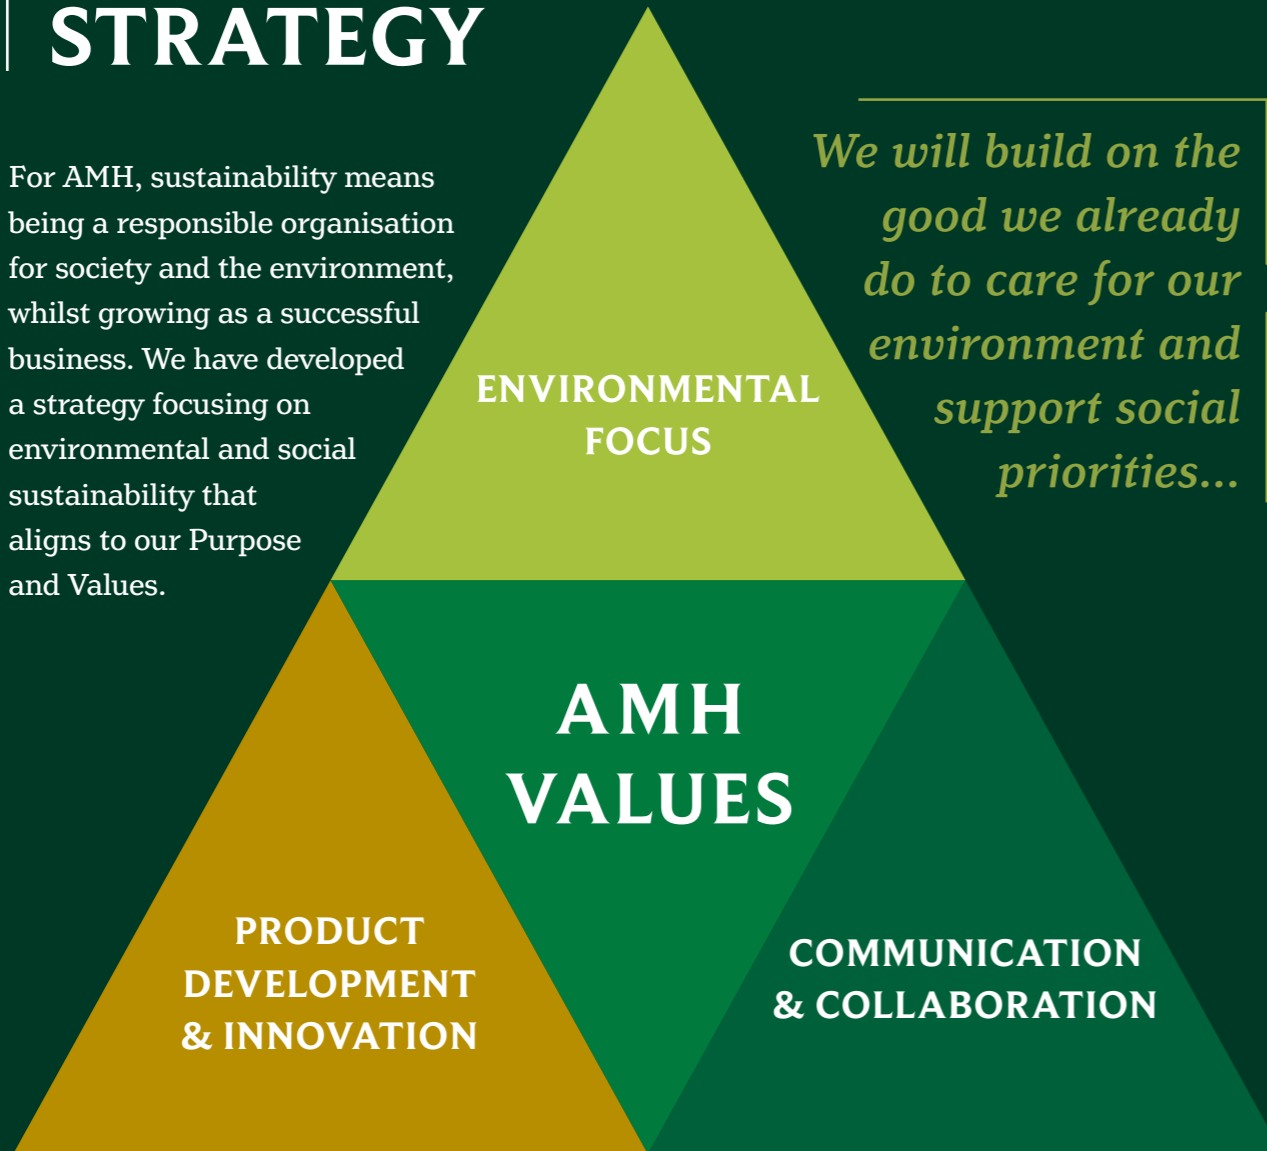 STRATEGY
For AMH, sustainability means
being a responsible organisation
for society and the environment,
whilst growing as a successful
business. We have developed
a strategy focusing on
environmental and social
sustainability that
aligns to our Purpose
and Values.
We will build on the
good we already
do to care for our
environment and
support social
priorities...
ENVIRONMENTAL
FOCUS
AMH
VALUES
PRODUCT
DEVELOPMENT
& INNOVATION
COMMUNICATION
& COLLABORATION